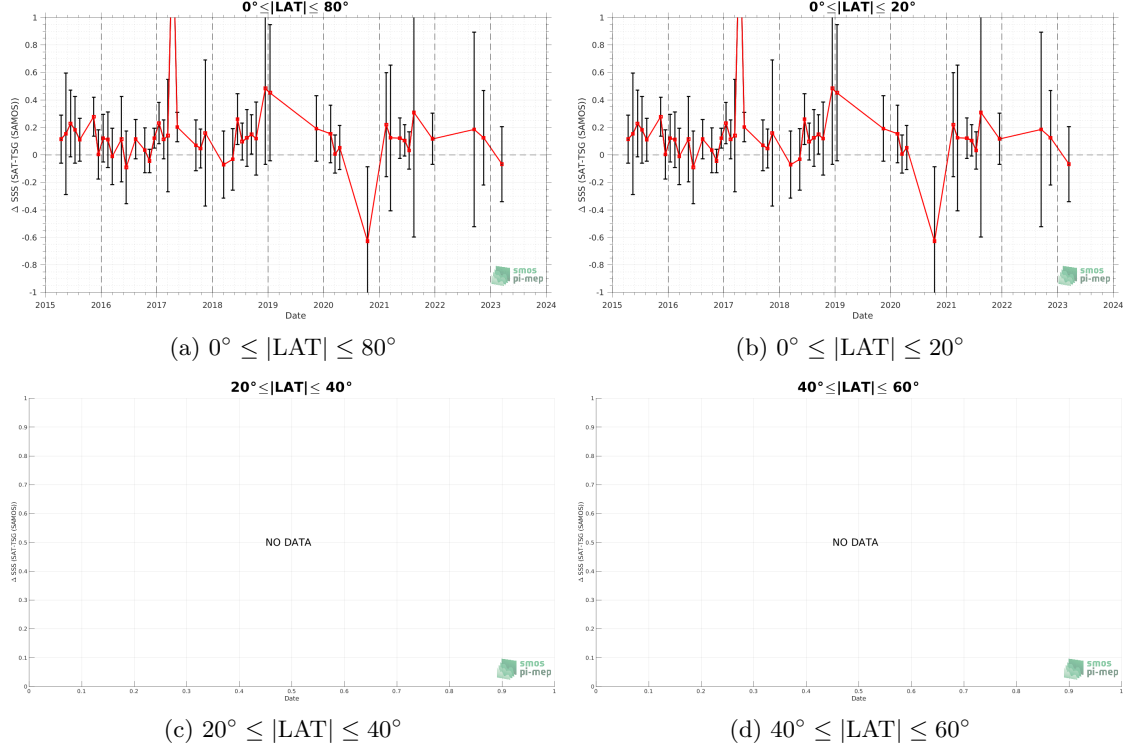 0°≤|LAT|≤ 80°
Δ SSS (SAT-TSG (SAMOS))
1
0.8
0.6
0.4
0.2
0
-0.2
-0.4
-0.6
-0.8
-1
2015 2016 2017 2018 2019 2020 2021 2022 2023 2024
Date
smos
pi-mep
(a) 0° ≤ |LAT| ≤ 80°
0°≤|LAT|≤ 20°
Δ SSS (SAT-TSG (SAMOS))
1
0.8
0.6
0.4
0.2
0
-0.2
-0.4
-0.6
-0.8
-1
2015 2016 2017 2018 2019 2020 2021 2022 2023 2024
Date
smos
pi-mep
(b) 0° ≤ |LAT| ≤ 20°
20°≤|LAT|≤ 40°
Δ SSS (SAT-TSG (SAMOS))
1
0.9
0.8
0.7
0.6
0.5
0.4
0.3
0.2
0.1
0
NO DATA
0 0.1 0.2 0.3 0.4 0.5 0.6 0.7 0.8 0.9 1
Date
smos
pi-mep
(c) 20° ≤ |LAT| ≤ 40°
40°≤|LAT|≤ 60°
Δ SSS (SAT-TSG (SAMOS))
1
0.9
0.8
0.7
0.6
0.5
0.4
0.3
0.2
0.1
0
NO DATA
0 0.1 0.2 0.3 0.4 0.5 0.6 0.7 0.8 0.9 1
Date
smos
pi-mep
(d) 40° ≤ |LAT| ≤ 60°